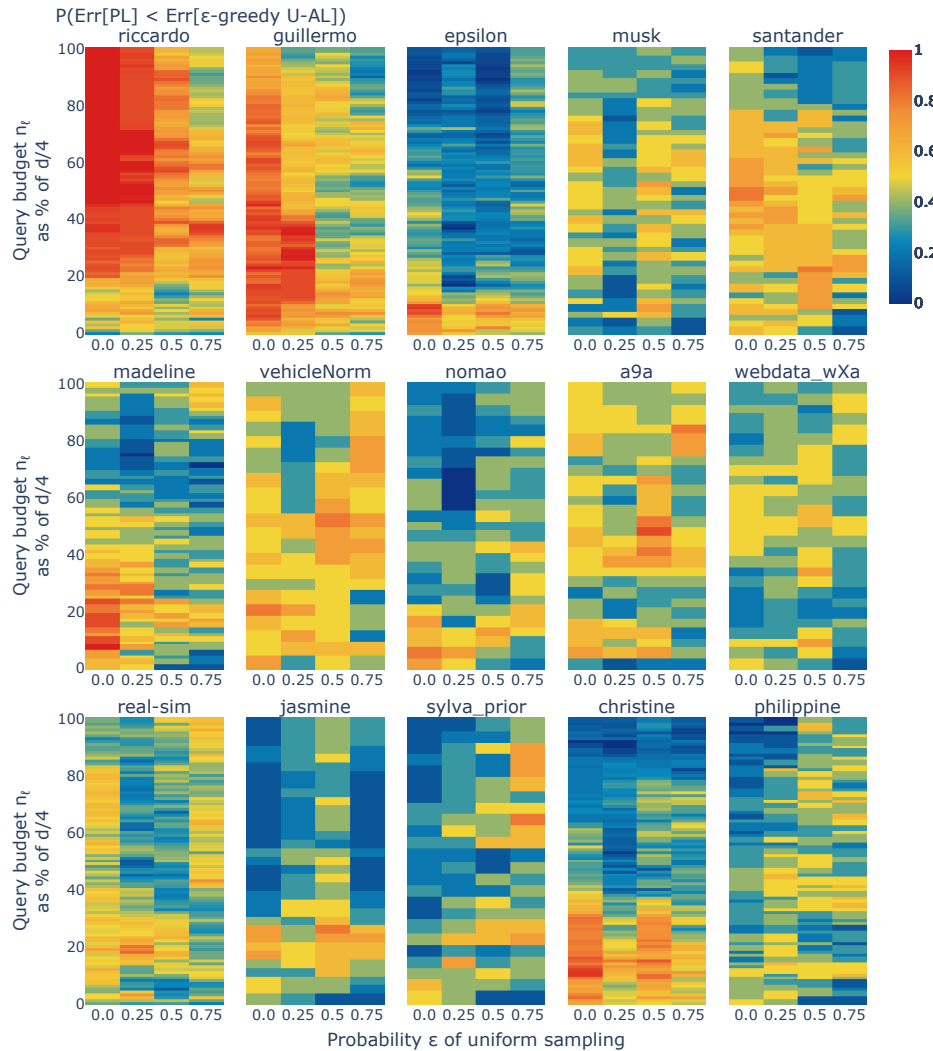 P(Err[PL] < Err[ε-greedy U-AL])
riccardo guillermo epsilon musk santander
Query budget nℓ
as % of d/4
100
80
60
40
20
0
0.0 0.25 0.5 0.75 0.0 0.25 0.5 0.75 0.0 0.25 0.5 0.75 0.0 0.25 0.5 0.75 0.0 0.25 0.5 0.75
1
0.8
0.6
0.4
0.2
0
madeline vehicleNorm nomao a9a webdata_wXa
Query budget nℓ
as % of d/4
100
80
60
40
20
0
0.0 0.25 0.5 0.75 0.0 0.25 0.5 0.75 0.0 0.25 0.5 0.75 0.0 0.25 0.5 0.75 0.0 0.25 0.5 0.75
real-sim jasmine sylva_prior christine philippine
Query budget nℓ
as % of d/4
100
80
60
40
20
0
0.0 0.25 0.5 0.75 0.0 0.25 0.5 0.75 0.0 0.25 0.5 0.75 0.0 0.25 0.5 0.75 0.0 0.25 0.5 0.75
Probability ε of uniform sampling